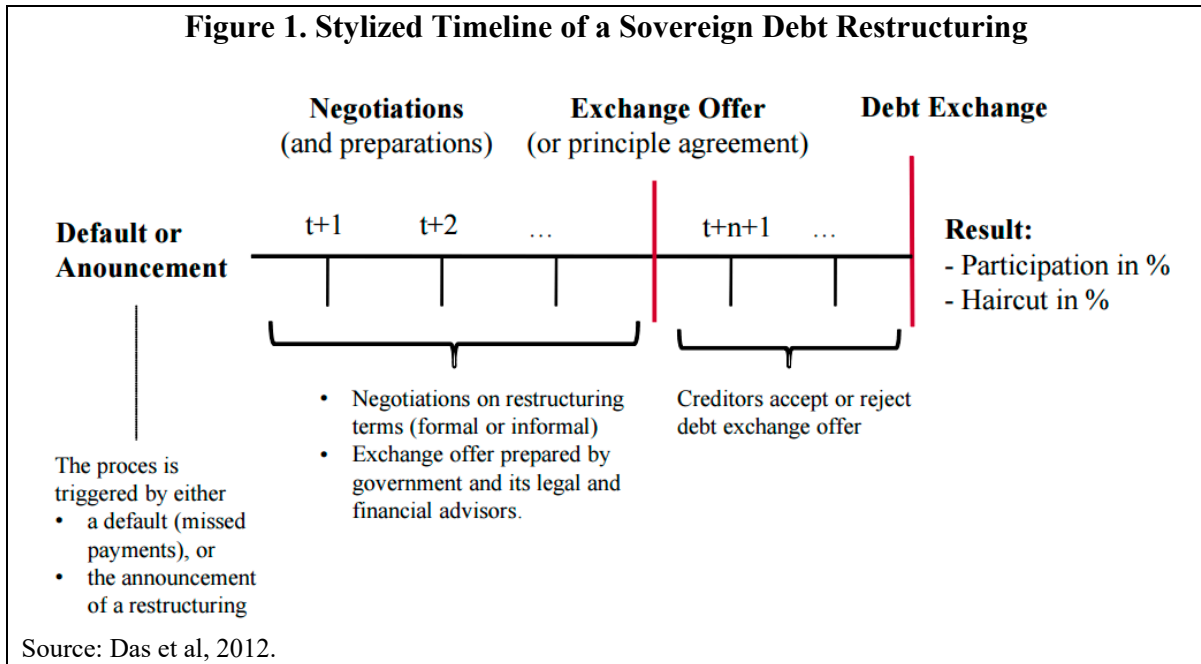 Figure 1. Stylized Timeline of a Sovereign Debt Restructuring
Negotiations
(and preparations)
Exchange Offer
(or principle agreement)
Debt Exchange
Default or
Anouncement
t+1
t+2
...
t+n+1
...
Result:
- Participation in %
- Haircut in %
The proces is
triggered by either
• a default (missed
payments), or
• the announcement
of a restructuring
• Negotiations on restructuring
terms (formal or informal)
• Exchange offer prepared by
government and its legal and
financial advisors.
Creditors accept or reject
debt exchange offer
Source: Das et al, 2012.